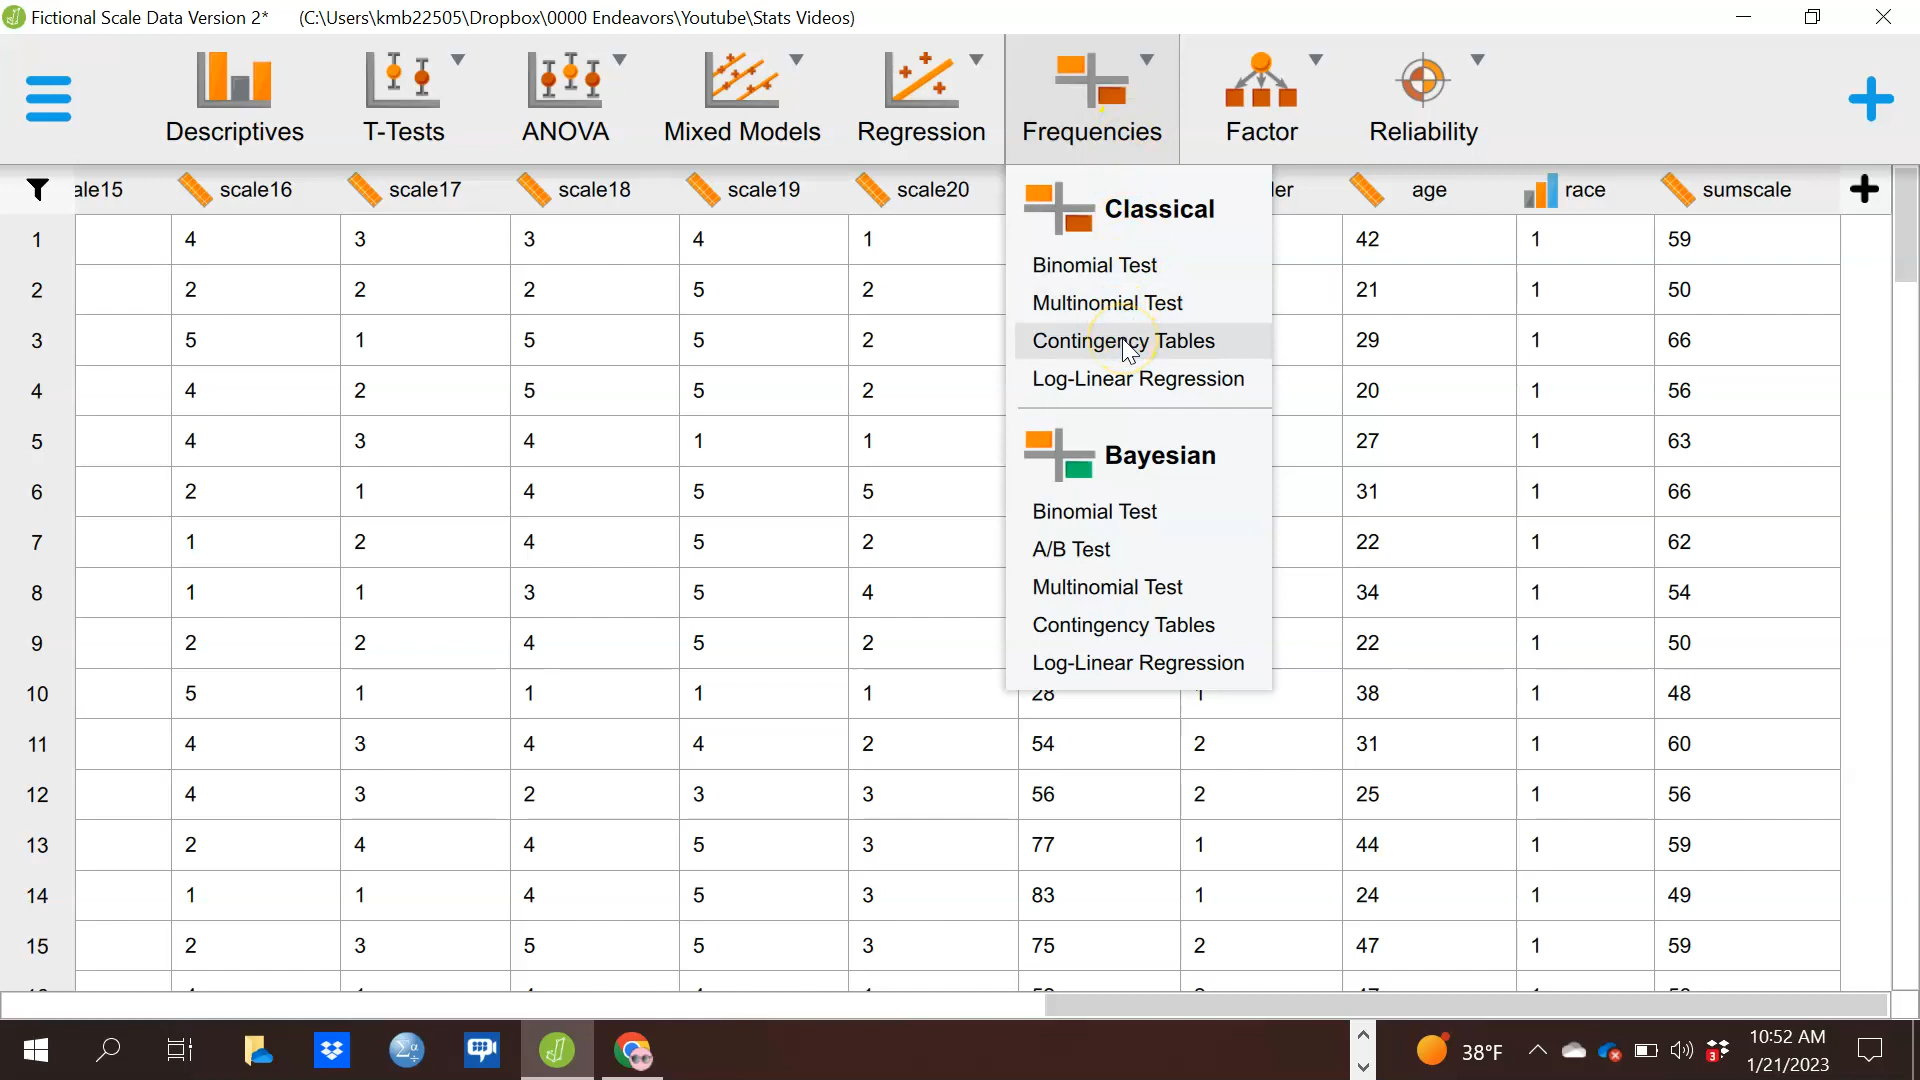 Fictional Scale Data Version 2* (C:\Users\kmb22505\Dropbox\0000 Endeavors\Youtube\Stats Videos)
Descriptives T-Tests ANOVA Mixed Models Regression Frequencies Factor Reliability
ale15 scale16 scale17 scale18 scale19 scale20 ler age race sumscale
Classical
Binomial Test
Multinomial Test
Contingency Tables
Log-Linear Regression
Bayesian
Binomial Test
A/B Test
Multinomial Test
Contingency Tables
Log-Linear Regression
1 4 3 3 4 1 42 1 59
2 2 2 2 5 2 21 1 50
3 5 1 5 5 2 29 1 66
4 4 2 5 5 2 20 1 56
5 4 3 4 1 1 27 1 63
6 2 1 4 5 5 31 1 66
7 1 2 4 5 2 22 1 62
8 1 1 3 5 4 34 1 54
9 2 2 4 5 2 22 1 50
10 5 1 1 1 1 28 1 38 1 48
11 4 3 4 4 2 54 2 31 1 60
12 4 3 2 3 3 56 2 25 1 56
13 2 4 4 5 3 77 1 44 1 59
14 1 1 4 5 3 83 1 24 1 49
15 2 3 5 5 3 75 2 47 1 59
38°F 3 10:52 AM
1/21/2023